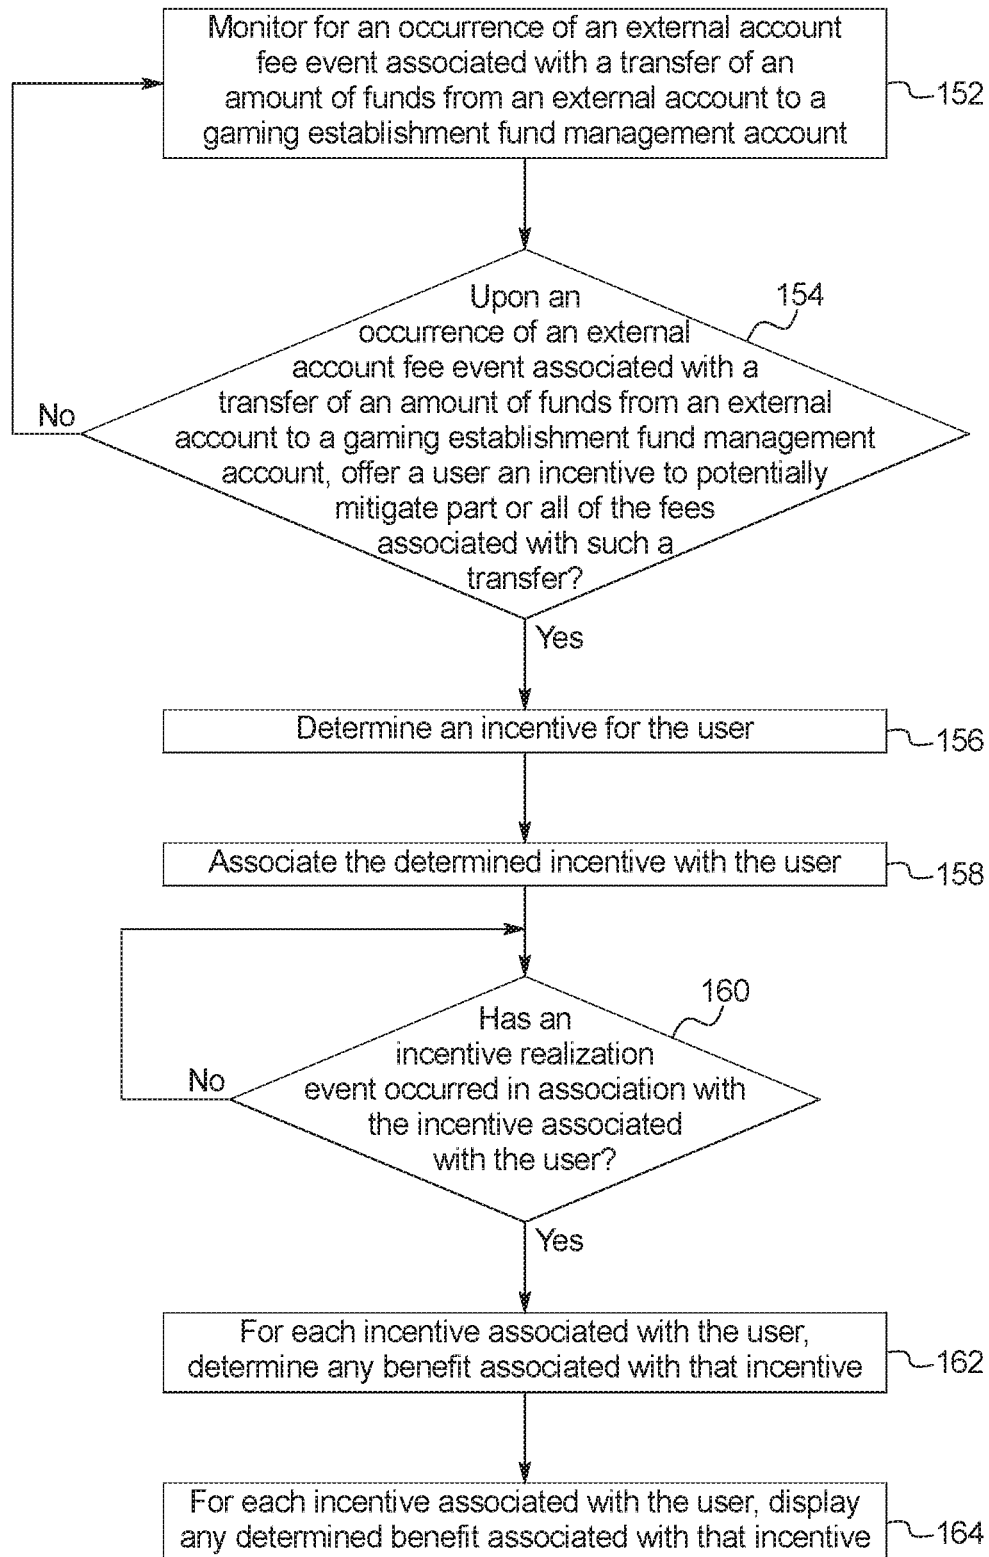 Monitor for an occurrence of an external account
fee event associated with a transfer of an
amount of funds from an external account to a
gaming establishment fund management account
152
154
Upon an
occurrence of an external
account fee event associated with a
transfer of an amount of funds from an external
account to a gaming establishment fund management
account, offer a user an incentive to potentially
mitigate part or all of the fees
associated with such a
transfer?
No
Yes
Determine an incentive for the user
156
Associate the determined incentive with the user
158
160
Has an
incentive realization
event occurred in association with
the incentive associated
with the user?
No
Yes
For each incentive associated with the user,
determine any benefit associated with that incentive
162
For each incentive associated with the user, display
any determined benefit associated with that incentive
164